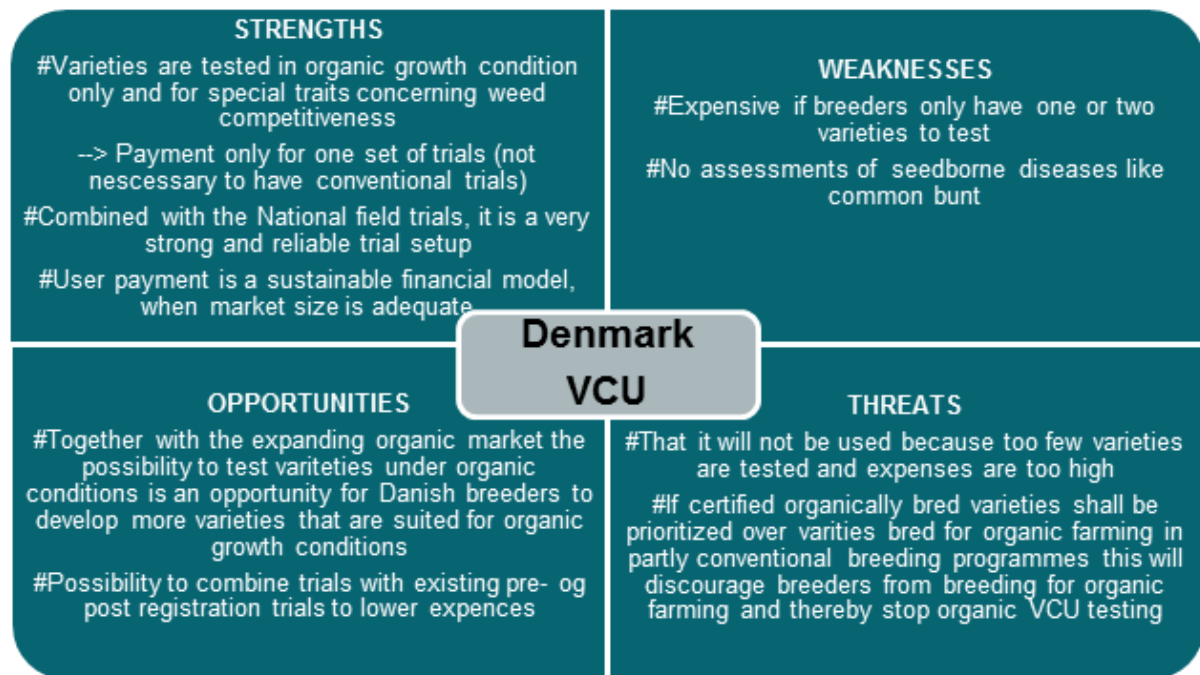 STRENGTHS
#Varieties are tested in organic growth condition
only and for special traits concerning weed
competitiveness
--> Payment only for one set of trials (not
nescessary to have conventional trials)
#Combined with the National field trials, it is a very
strong and reliable trial setup
#User payment is a sustainable financial model,
when market size is adequate
WEAKNESSES
#Expensive if breeders only have one or two
varieties to test
#No assessments of seedborne diseases like
common bunt
Denmark
VCU
OPPORTUNITIES
#Together with the expanding organic market the
possibility to test variteties under organic
conditions is an opportunity for Danish breeders to
develop more varieties that are suited for organic
growth conditions
#Possibility to combine trials with existing pre- og
post registration trials to lower expences
THREATS
#That it will not be used because too few varieties
are tested and expenses are too high
#If certified organically bred varieties shall be
prioritized over varities bred for organic farming in
partly conventional breeding programmes this will
discourage breeders from breeding for organic
farming and thereby stop organic VCU testing